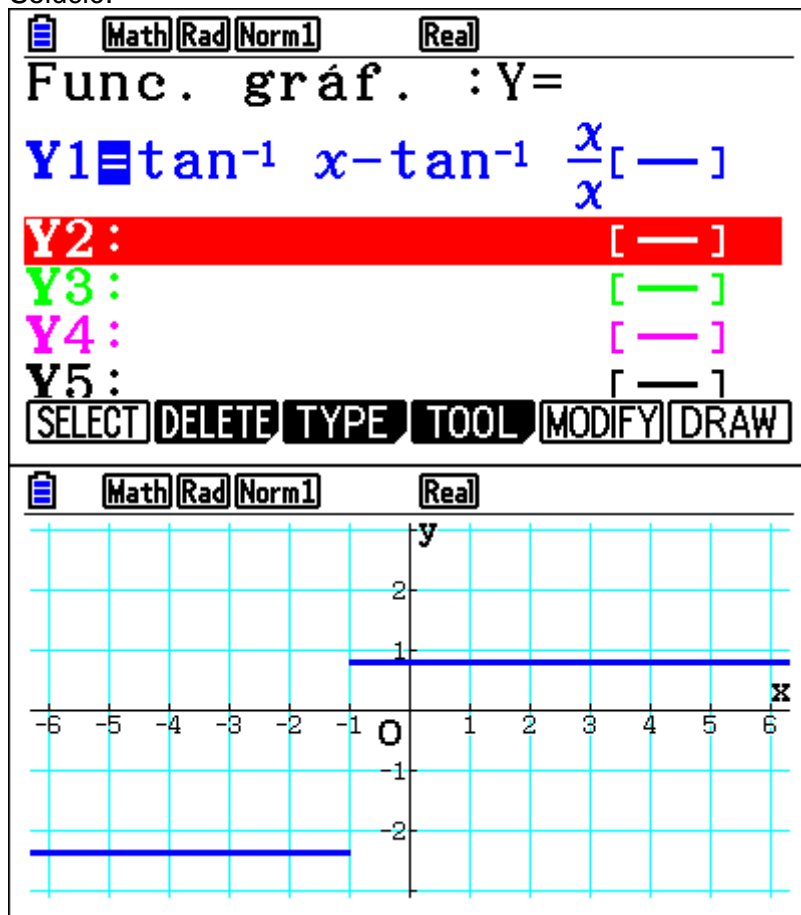 Math Rad Norm1 Real
Func. gráf. :Y=
Y1=tan⁻¹ x−tan⁻¹ x/x[—]
Y2: [—]
Y3: [—]
Y4: [—]
Y5: [—]
SELECT DELETE TYPE TOOL MODIFY DRAW
Math Rad Norm1 Real
y
2
1
x
-6 -5 -4 -3 -2 -1 O 1 2 3 4 5 6
-1
-2